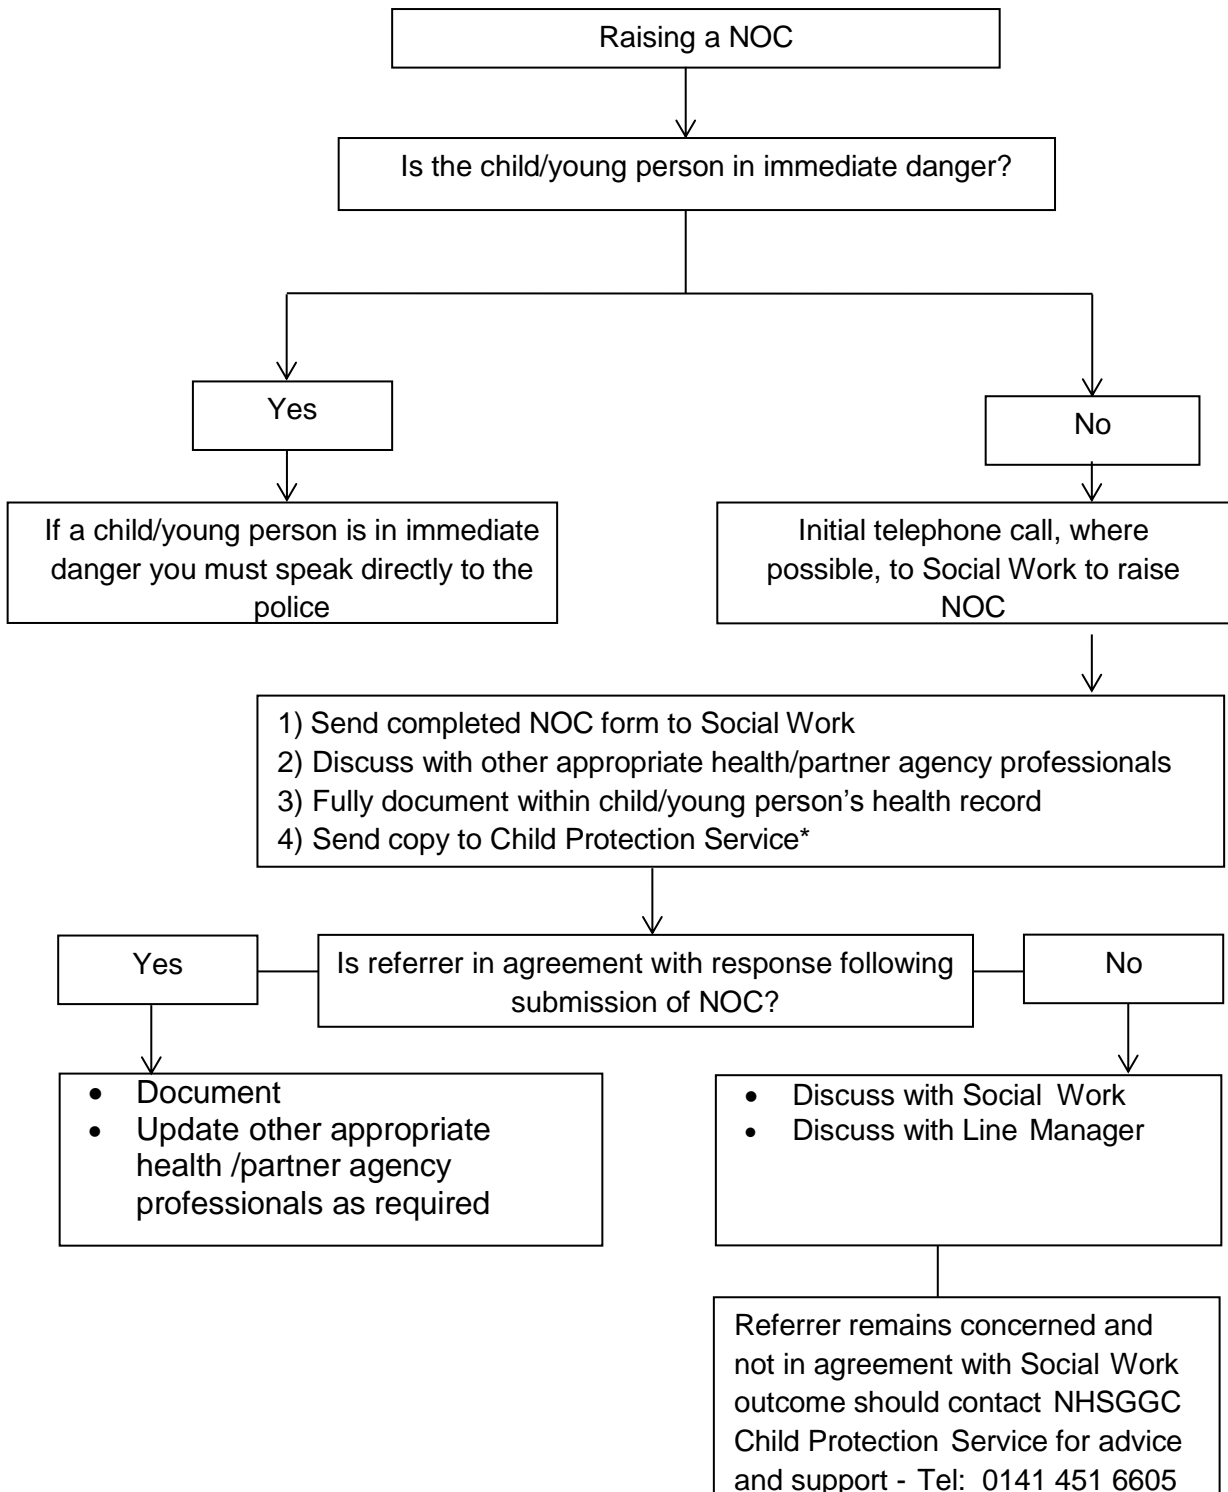 Raising a NOC
Is the child/young person in immediate danger?
Yes
No
If a child/young person is in immediate
danger you must speak directly to the
police
Initial telephone call, where
possible, to Social Work to raise
NOC
1) Send completed NOC form to Social Work
2) Discuss with other appropriate health/partner agency professionals
3) Fully document within child/young person’s health record
4) Send copy to Child Protection Service*
Yes
Is referrer in agreement with response following
submission of NOC?
No
• Document
• Update other appropriate
health /partner agency
professionals as required
• Discuss with Social Work
• Discuss with Line Manager
Referrer remains concerned and
not in agreement with Social Work
outcome should contact NHSGGC
Child Protection Service for advice
and support - Tel: 0141 451 6605